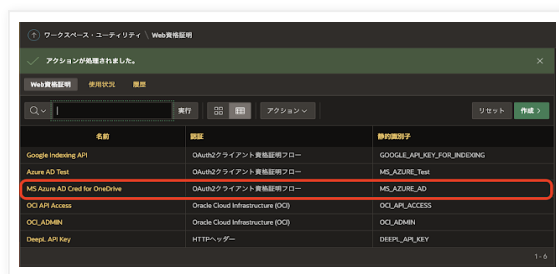 ワークスペース・ユーティリティ \ Web資格証明
アクションが処理されました。
Web資格証明 使用状況 履歴
実行 アクション リセット 作成
名前 認証 静的識別子
Google Indexing API OAuth2クライアント資格証明フロー GOOGLE_API_KEY_FOR_INDEXING
Azure AD Test OAuth2クライアント資格証明フロー MS_AZURE_Test
MS Azure AD Cred for OneDrive OAuth2クライアント資格証明フロー MS_AZURE_AD
OCI API Access Oracle Cloud Infrastructure (OCI) OCI_API_ACCESS
OCI_ADMIN Oracle Cloud Infrastructure (OCI) OCI_ADMIN
DeepL API Key HTTPヘッダー DEEPL_API_KEY
1 - 6